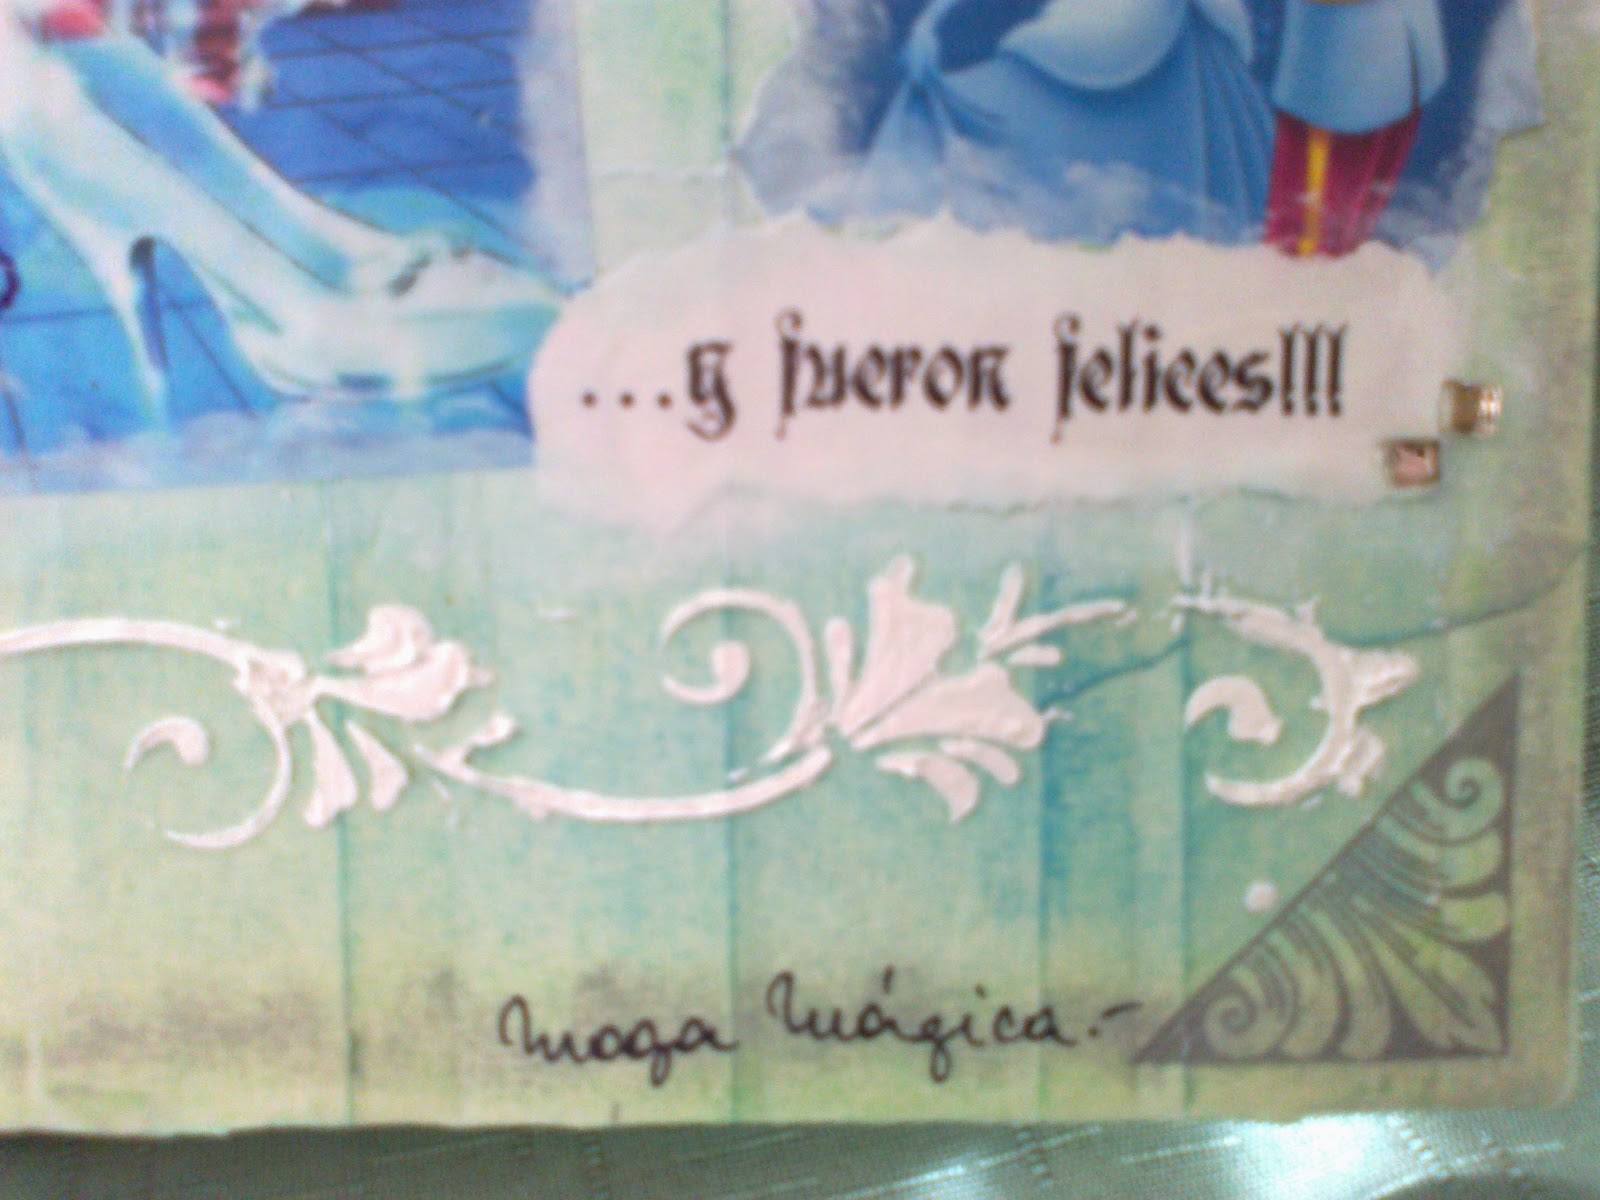 ...y fueron felices!!!
Moga Mágica.-